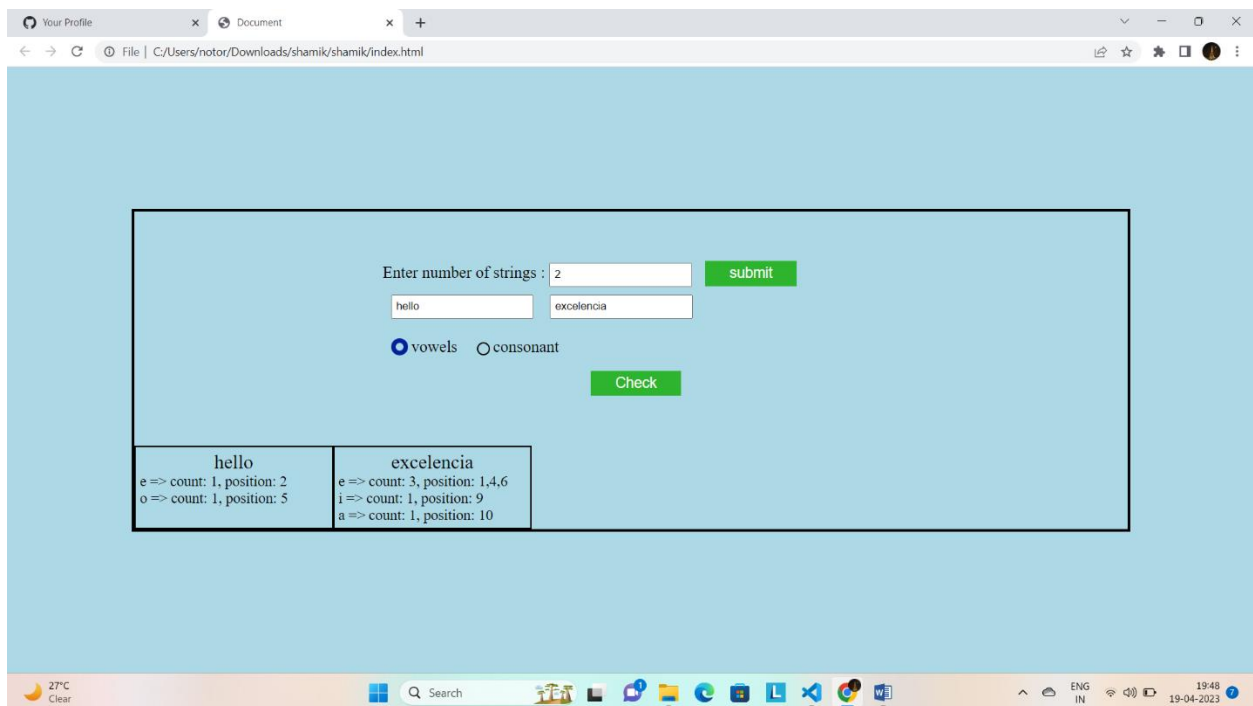 Your Profile
Document
File | C:/Users/notor/Downloads/shamik/shamik/index.html
Enter number of strings : 2 submit
hello excelencia
vowels consonant
Check
hello
e => count: 1, position: 2
o => count: 1, position: 5
excelencia
e => count: 3, position: 1,4,6
i => count: 1, position: 9
a => count: 1, position: 10
27°C
Clear
Search
1
L
W
ENG
IN
19:48
19-04-2023
7